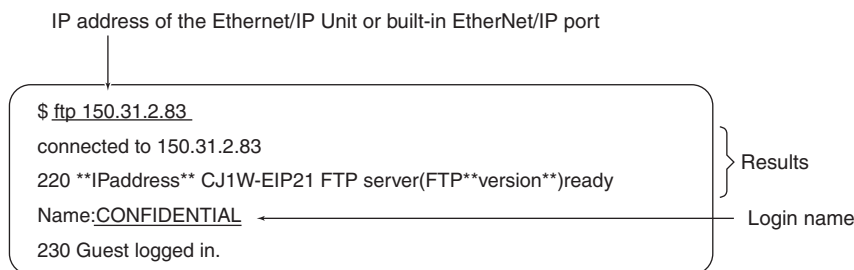 IP address of the Ethernet/IP Unit or built-in EtherNet/IP port
$ ftp 150.31.2.83
connected to 150.31.2.83
220 **IPaddress** CJ1W-EIP21 FTP server(FTP**version**)ready
Results
Name:CONFIDENTIAL
Login name
230 Guest logged in.